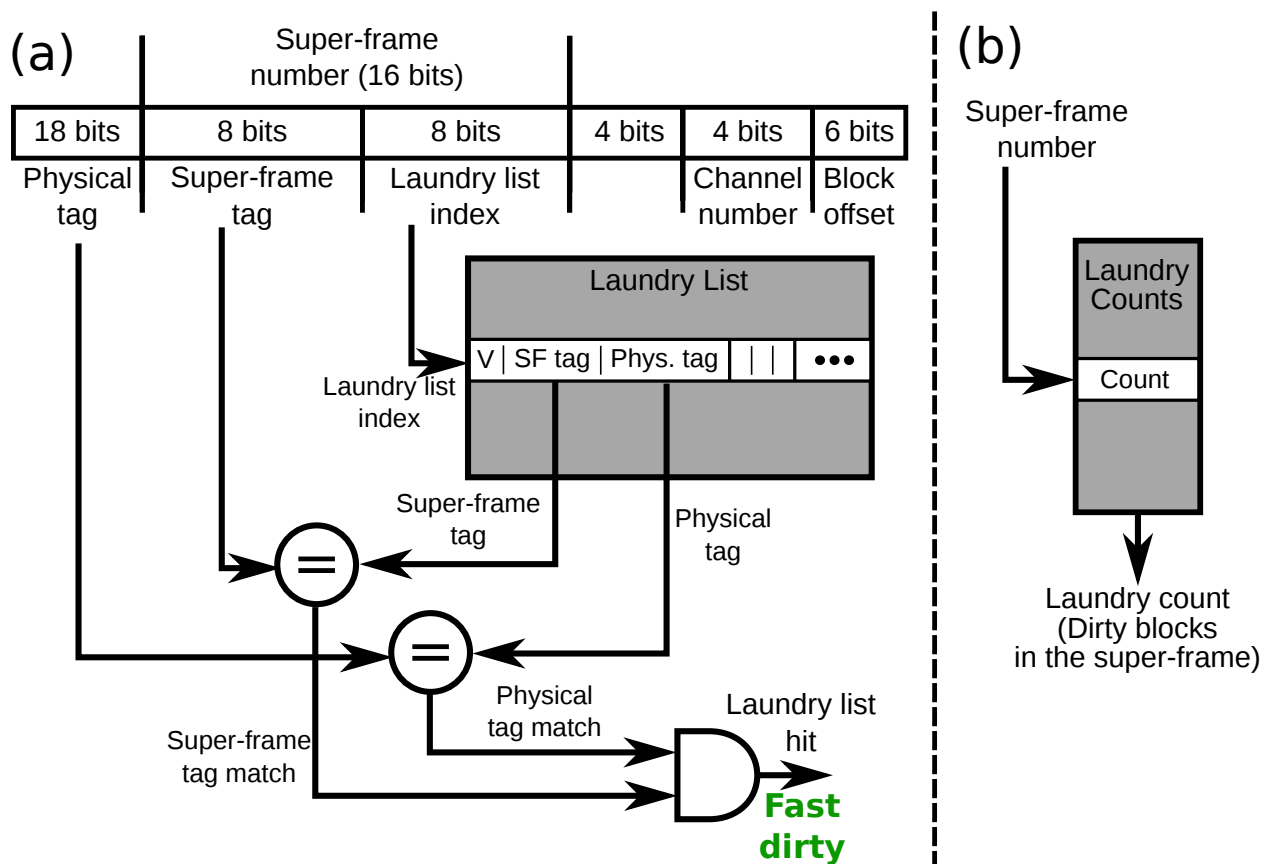 (a)
Super-frame
number (16 bits)
18 bits
8 bits
8 bits
4 bits
4 bits
6 bits
Physical
tag
Super-frame
tag
Laundry list
index
Channel
number
Block
offset
Laundry List
V
SF tag
Phys. tag
•••
Laundry list
index
Super-frame
tag
Physical
tag
=
=
Physical
tag match
Super-frame
tag match
Laundry list
hit
Fast
dirty
(b)
Super-frame
number
Laundry
Counts
Count
Laundry count
(Dirty blocks
in the super-frame)